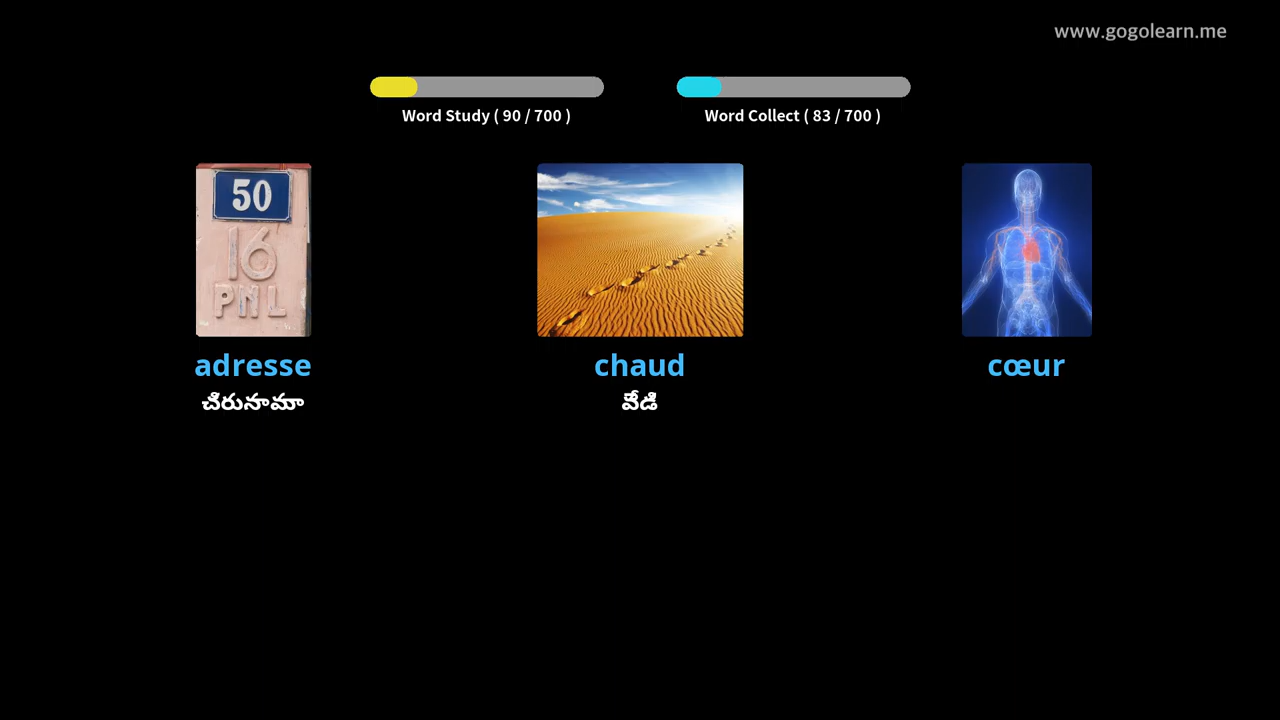 www.gogolearn.me
Word Study ( 90 / 700 )
Word Collect ( 83 / 700 )
50
16
PNL
adresse
chaud
cœur
చిరునామా
వేడి